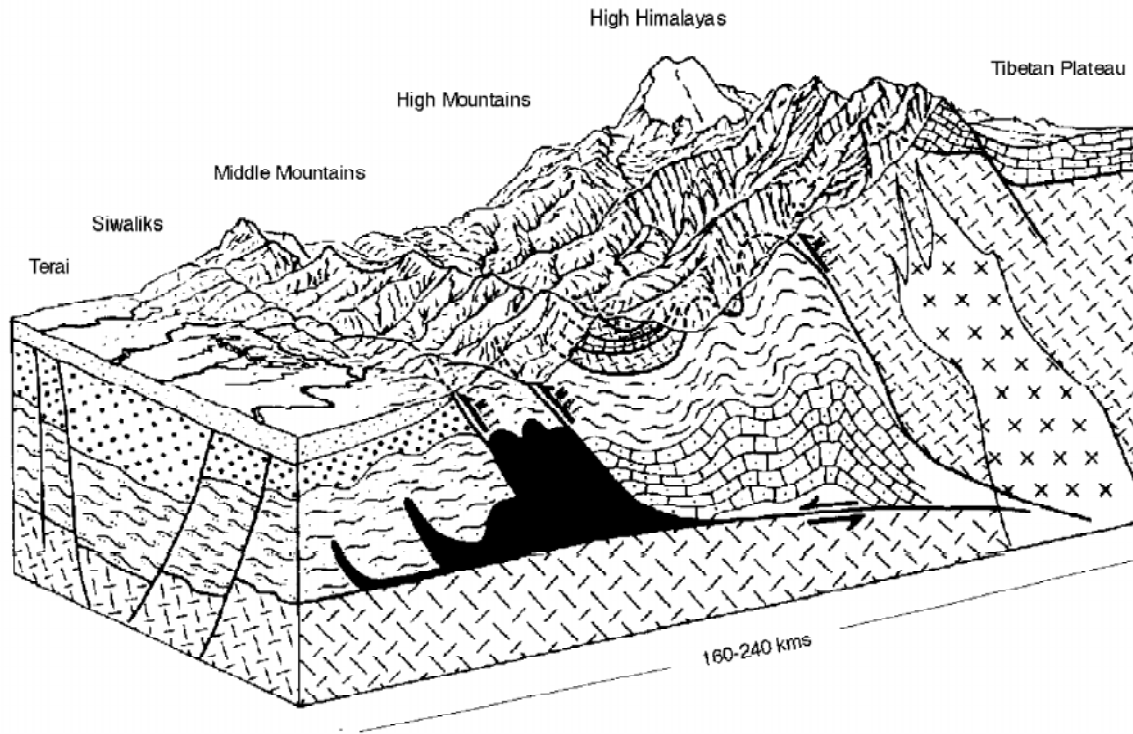 High Himalayas
Tibetan Plateau
High Mountains
Middle Mountains
Siwaliks
Terai
160-240 kms